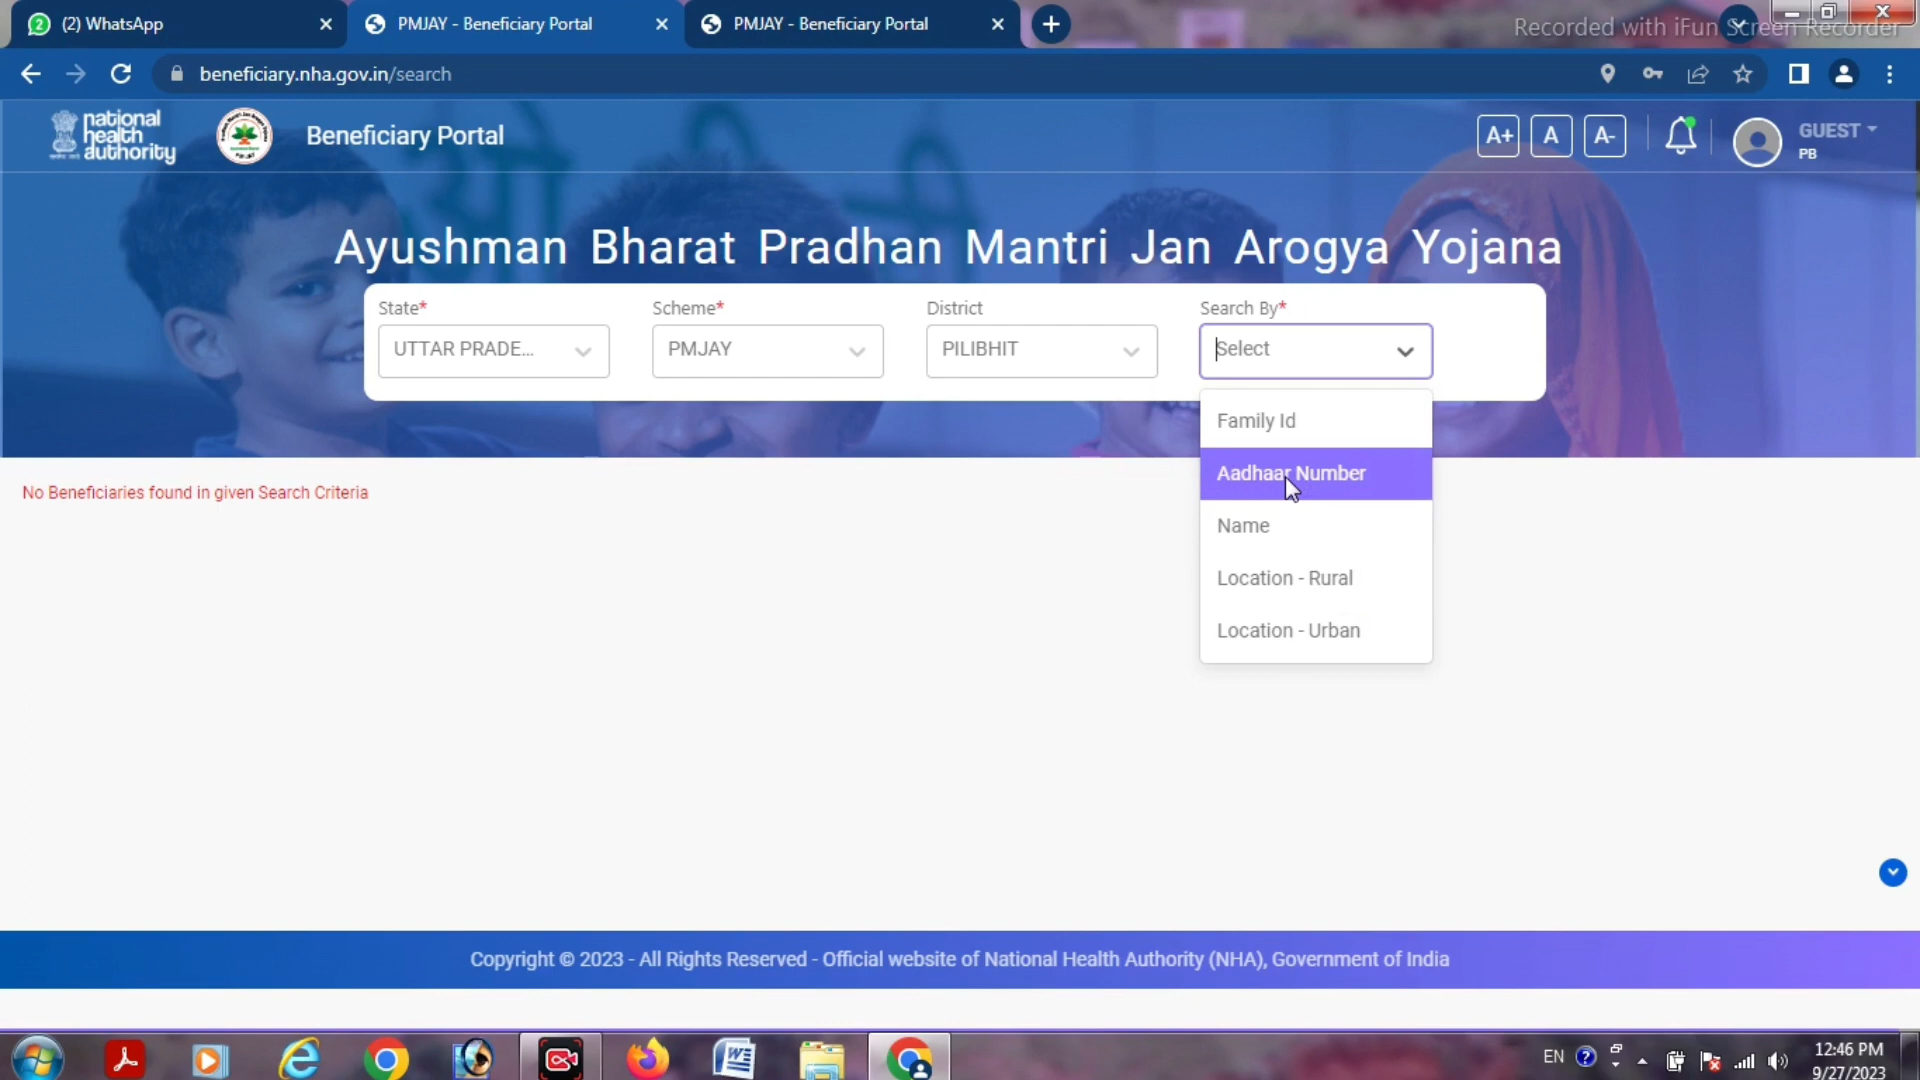 (2) WhatsApp
PMJAY - Beneficiary Portal
PMJAY - Beneficiary Portal
Recorded with iFun Screen Recorder
beneficiary.nha.gov.in/search
national health authority
Beneficiary Portal
A+
A
A-
GUEST
PB
Ayushman Bharat Pradhan Mantri Jan Arogya Yojana
State*
Scheme*
District
Search By*
UTTAR PRADE...
PMJAY
PILIBHIT
Select
Family Id
Aadhaar Number
Name
Location - Rural
Location - Urban
No Beneficiaries found in given Search Criteria
Copyright © 2023 - All Rights Reserved - Official website of National Health Authority (NHA), Government of India
EN
12:46 PM
9/27/2023